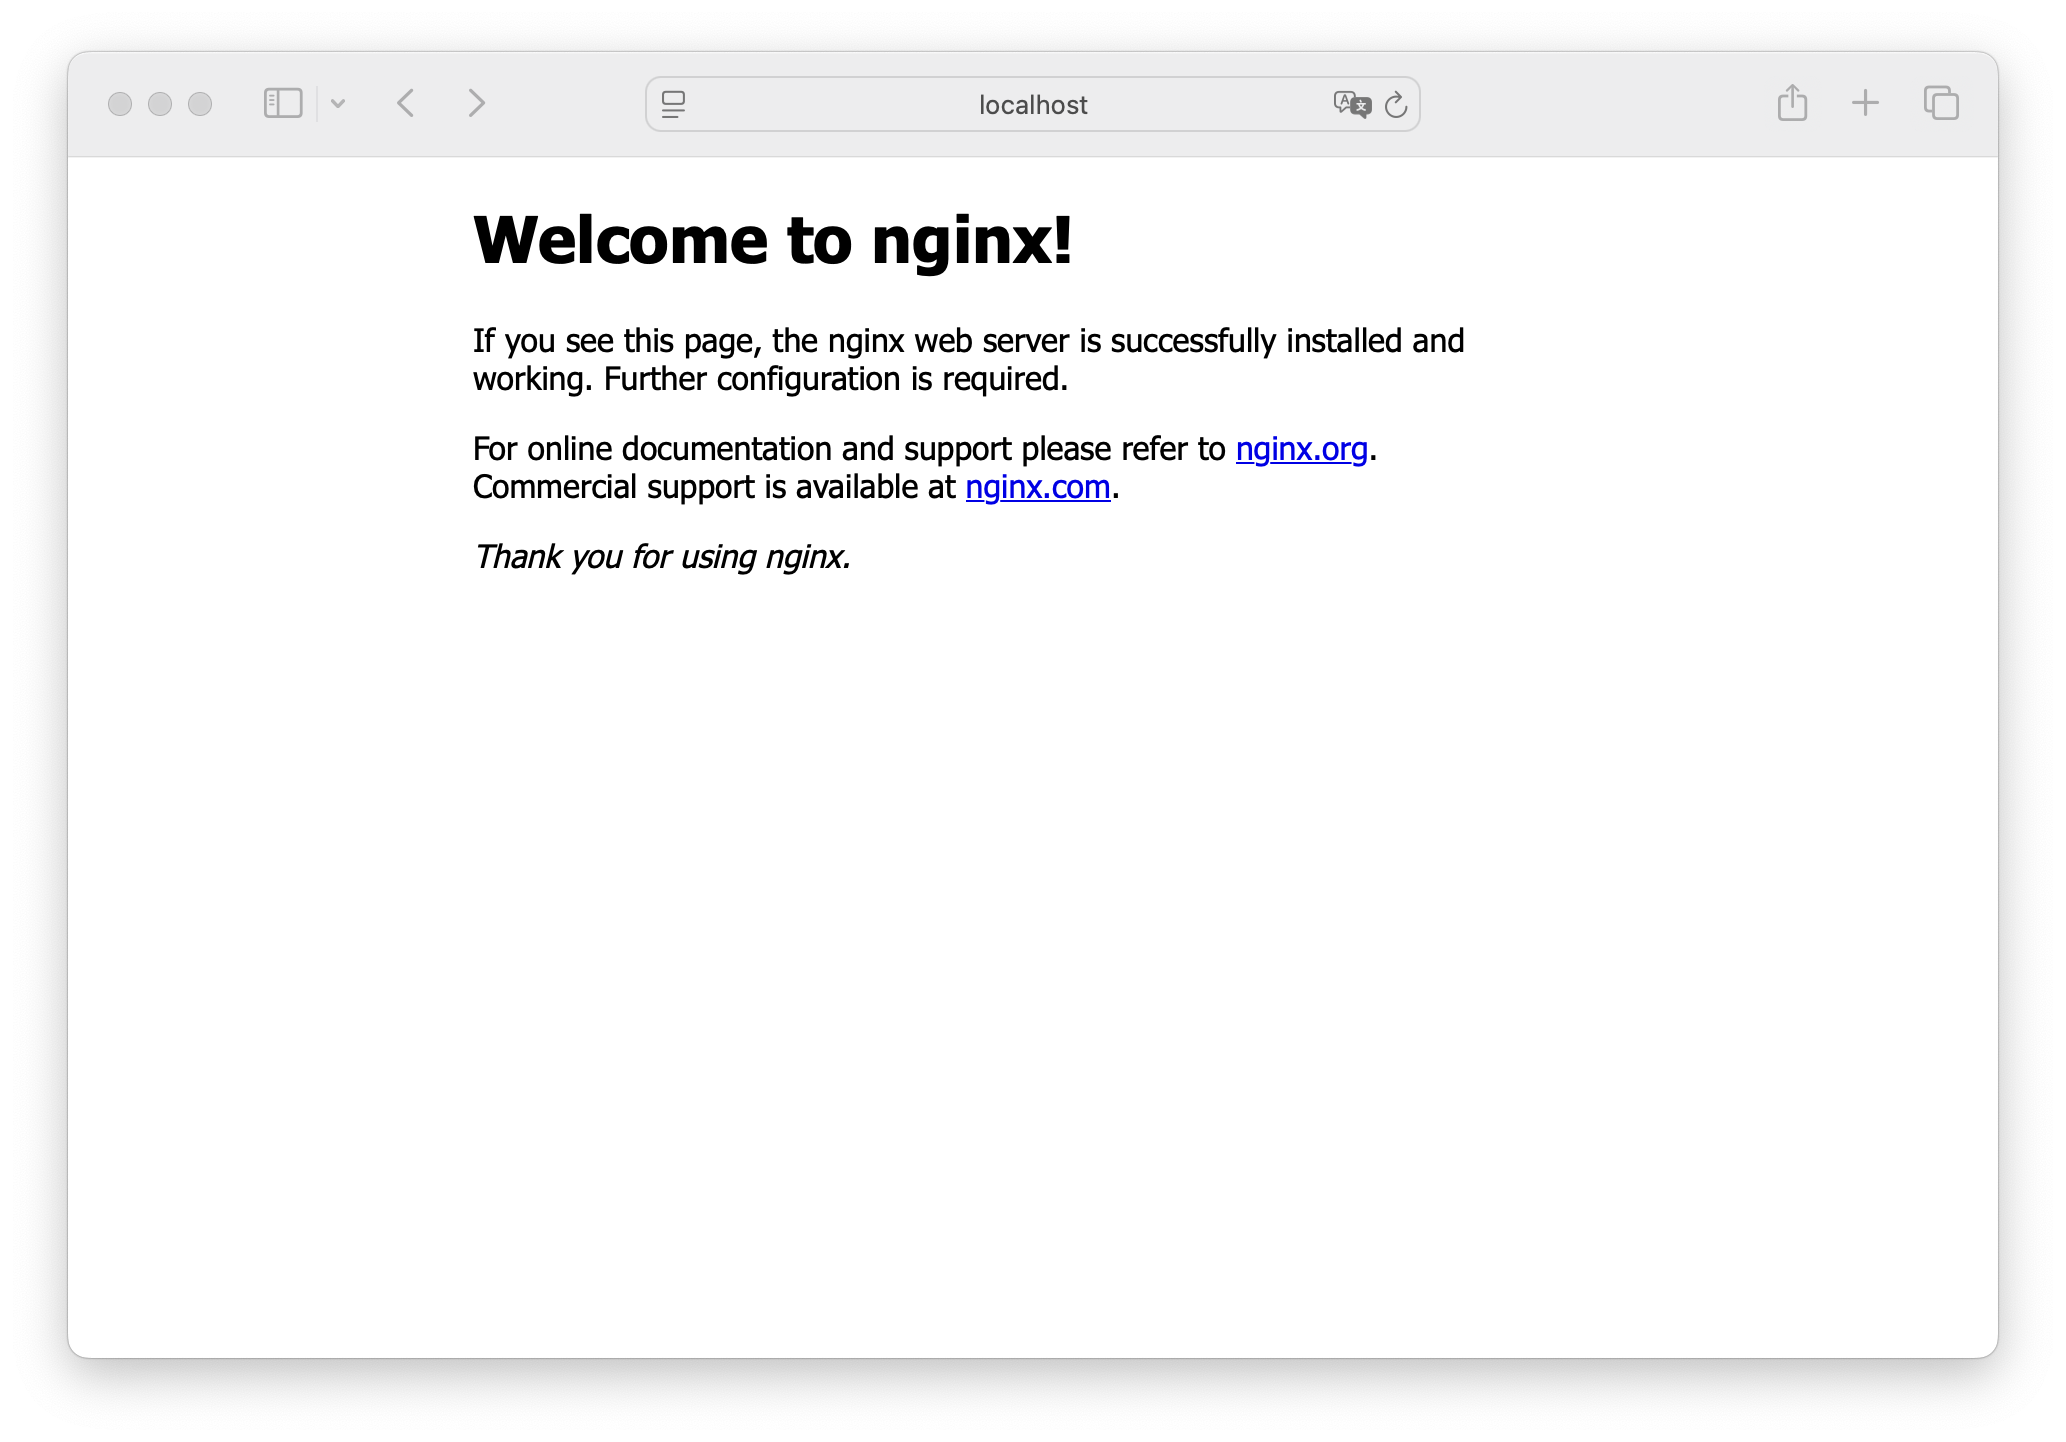 localhost
Welcome to nginx!
If you see this page, the nginx web server is successfully installed and
working. Further configuration is required.
For online documentation and support please refer to nginx.org.
Commercial support is available at nginx.com.
Thank you for using nginx.